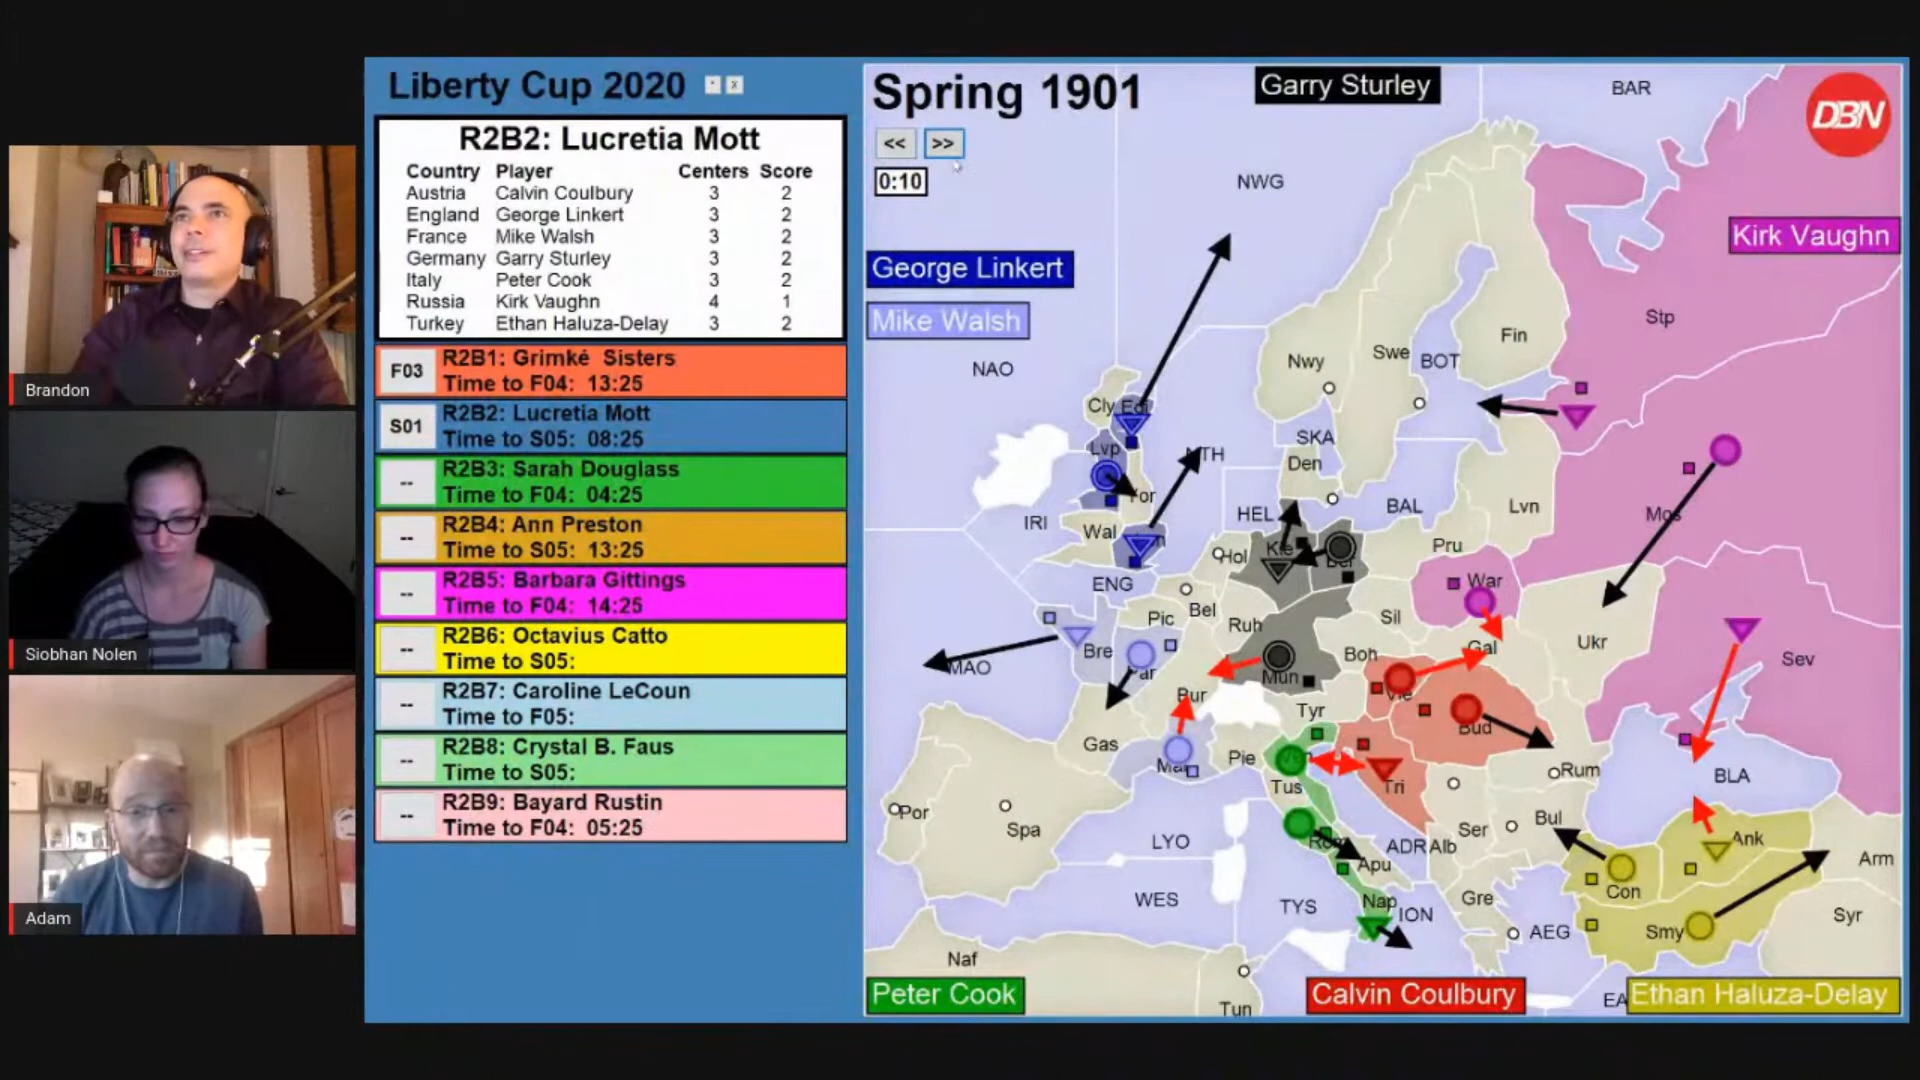 Brandon
Siobhan Nolen
Adam
Liberty Cup 2020
x
R2B2: Lucretia Mott
Country Player Centers Score
Austria Calvin Coulbury 3 2
England George Linkert 3 2
France Mike Walsh 3 2
Germany Garry Sturley 3 2
Italy Peter Cook 3 2
Russia Kirk Vaughn 4 1
Turkey Ethan Haluza-Delay 3 2
F03 R2B1: Grimké Sisters
Time to F04: 13:25
S01 R2B2: Lucretia Mott
Time to S05: 08:25
-- R2B3: Sarah Douglass
Time to F04: 04:25
-- R2B4: Ann Preston
Time to S05: 13:25
-- R2B5: Barbara Gittings
Time to F04: 14:25
-- R2B6: Octavius Catto
Time to S05:
-- R2B7: Caroline LeCoun
Time to F05:
-- R2B8: Crystal B. Faus
Time to S05:
-- R2B9: Bayard Rustin
Time to F04: 05:25
Spring 1901
<< >>
0:10
Garry Sturley
BAR
DBN
NWG
Kirk Vaughn
George Linkert
Mike Walsh
Stp
Fin
Swe
BOT
Nwy
NAO
Cly
SKA
Lvp
NTH
Den
Lvn
BAL
HEL
IRI
Wal
Pru
Hol
Kie
War
ENG
Bel
Pic
Sil
Ruh
Ukr
Gal
Boh
Bre
Sev
MAO
Mun
Bur
Tyr
Bud
Gas
Pie
Rum
BLA
Tus
Tri
Por
Spa
Ser
Bul
Ank
LYO
ADR Alb
Arm
Apu
Con
WES
TYS
Nap
ION
Gre
Syr
AEG
Smy
Naf
Tun
Peter Cook
Calvin Coulbury
Ethan Haluza-Delay